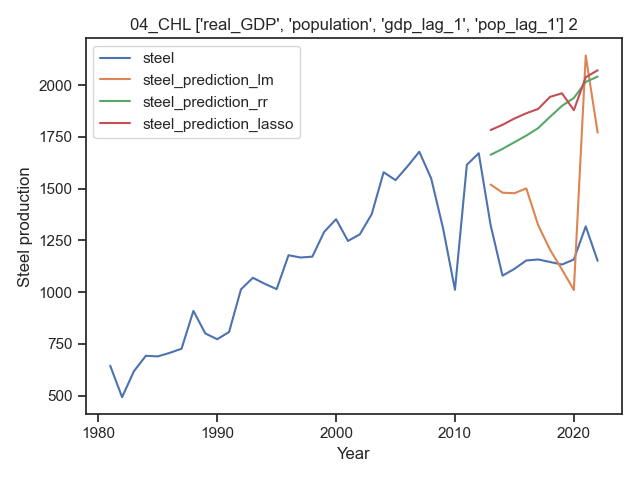 04_CHL ['real_GDP', 'population', 'gdp_lag_1', 'pop_lag_1'] 2
steel
steel_prediction_lm
steel_prediction_rr
steel_prediction_lasso
Steel production
2000
1750
1500
1250
1000
750
500
1980 1990 2000 2010 2020
Year